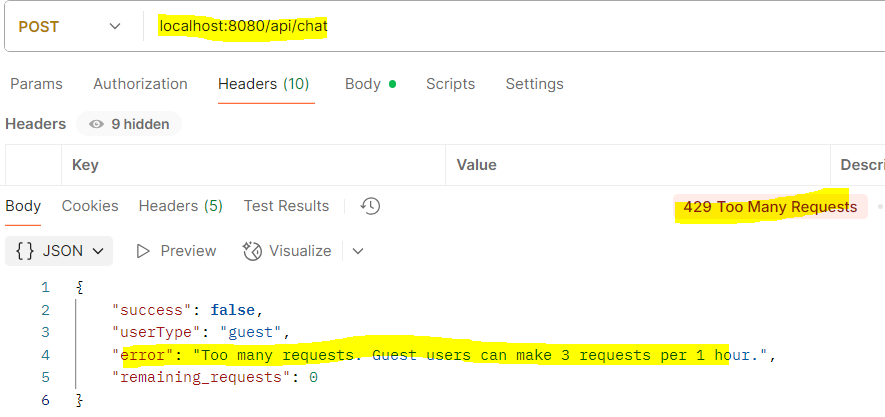 POST localhost:8080/api/chat
Params Authorization Headers (10) Body Scripts Settings
Headers 9 hidden
Key Value Descri
Body Cookies Headers (5) Test Results 429 Too Many Requests
{} JSON Preview Visualize
1 {
2 "success": false,
3 "userType": "guest",
4 "error": "Too many requests. Guest users can make 3 requests per 1 hour.",
5 "remaining_requests": 0
6 }